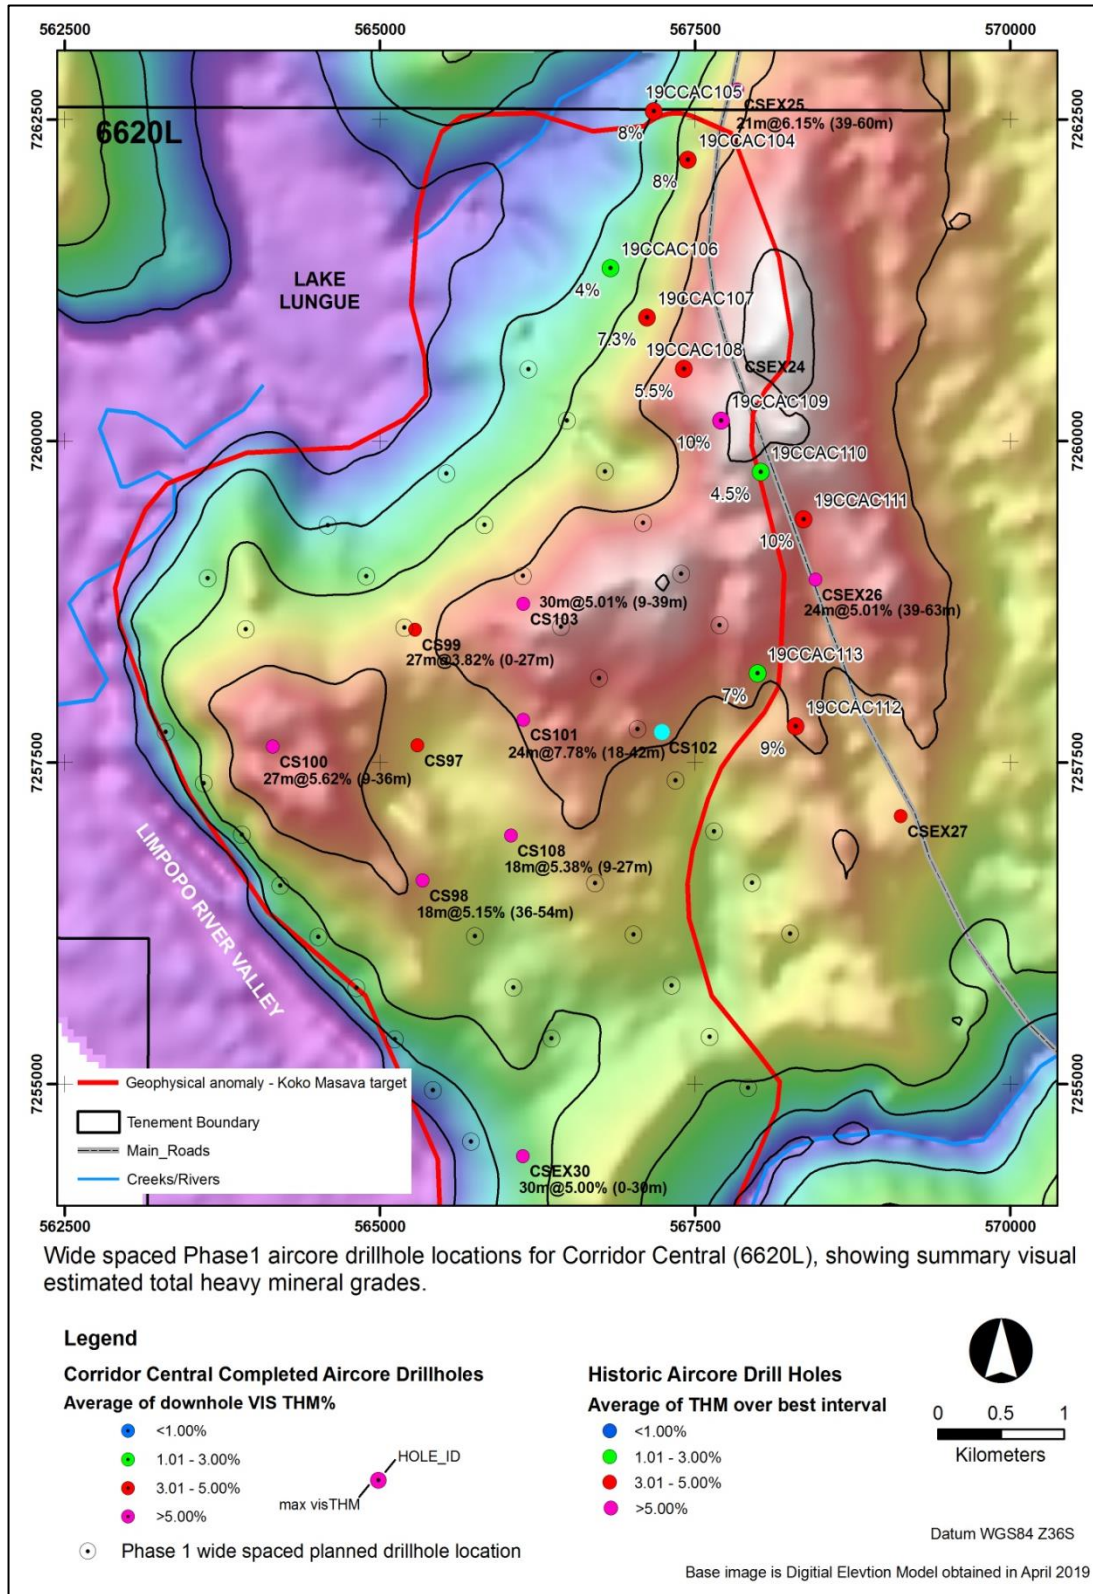 562500 565000 567500 570000
7262500
7260000
7257500
7255000
7262500
7260000
7257500
7255000
6620L
LAKE
LUNGUE
19CCAC105
8%
CSEX25
21m@6.15% (39-60m)
19CCAC104
8%
19CCAC106
4%
19CCAC107
7.3%
19CCAC108
5.5%
CSEX24
19CCAC109
10%
19CCAC110
4.5%
19CCAC111
10%
CSEX26
24m@5.01% (39-63m)
30m@5.01% (9-39m)
CS103
CS99
27m@3.82% (0-27m)
19CCAC113
7%
19CCAC112
9%
CS101
24m@7.78% (18-42m)
CS102
CS100
27m@5.62% (9-36m)
CS97
CSEX27
CS108
18m@5.38% (9-27m)
CS98
18m@5.15% (36-54m)
LIMPOPO RIVER VALLEY
CSEX30
30m@5.00% (0-30m)
Geophysical anomaly - Koko Masava target
Tenement Boundary
Main_Roads
Creeks/Rivers
562500 565000 567500 570000
Wide spaced Phase1 aircore drillhole locations for Corridor Central (6620L), showing summary visual
estimated total heavy mineral grades.
Legend
Corridor Central Completed Aircore Drillholes
Average of downhole VIS THM%
<1.00%
1.01 - 3.00%
3.01 - 5.00%
>5.00%
HOLE_ID
max visTHM
Phase 1 wide spaced planned drillhole location
Historic Aircore Drill Holes
Average of THM over best interval
<1.00%
1.01 - 3.00%
3.01 - 5.00%
>5.00%
0 0.5 1
Kilometers
Datum WGS84 Z36S
Base image is Digitial Elevtion Model obtained in April 2019